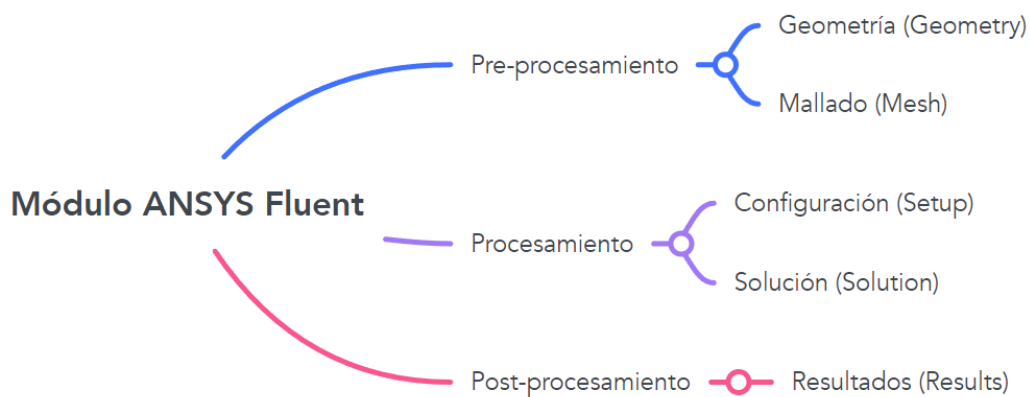 Módulo ANSYS Fluent
Pre-procesamiento
Geometría (Geometry)
Mallado (Mesh)
Procesamiento
Configuración (Setup)
Solución (Solution)
Post-procesamiento
Resultados (Results)